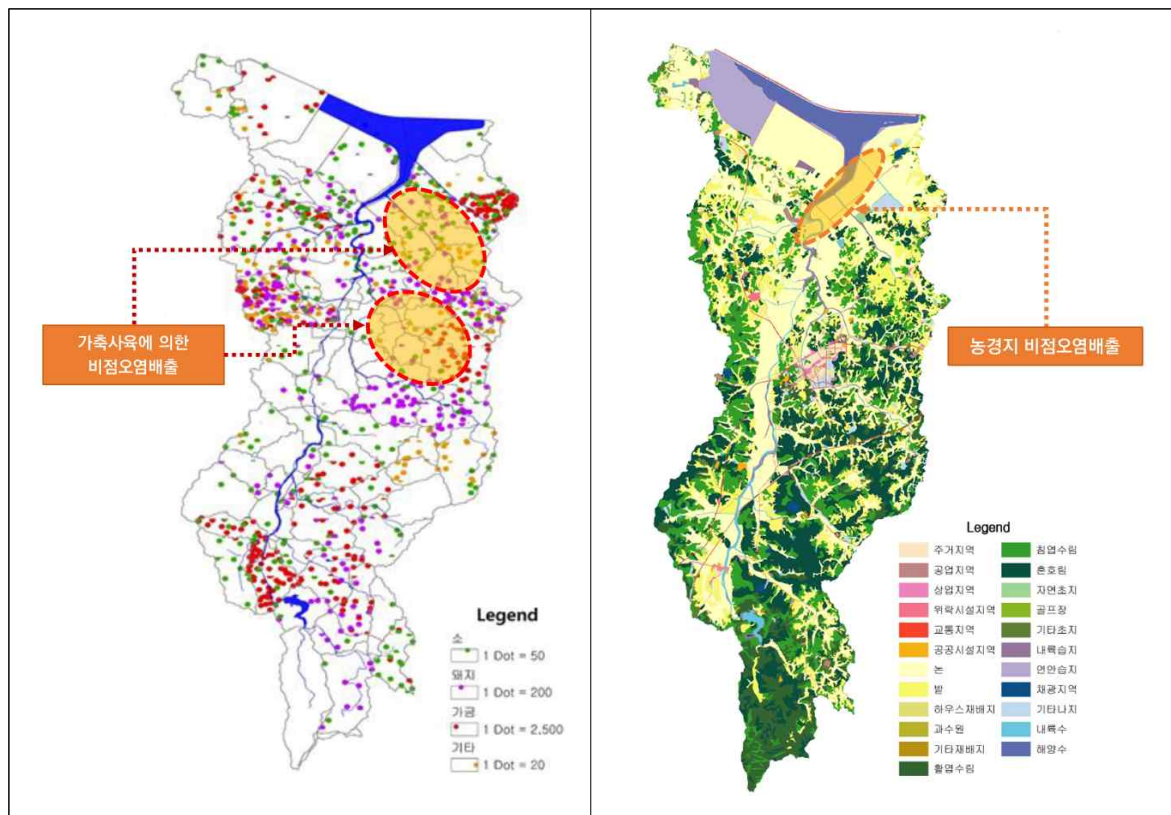 가축사육에 의한
비점오염배출
Legend
소
1 Dot = 50
돼지
1 Dot = 200
가금
1 Dot = 2,500
기타
1 Dot = 20
농경지 비점오염배출
Legend
주거지역
공업지역
상업지역
위락시설지역
교통지역
공공시설지역
논
밭
하우스재배지
과수원
기타재배지
활엽수림
침엽수림
혼효림
자연초지
골프장
기타초지
내륙습지
연안습지
채광지역
기타나지
내륙수
해양수